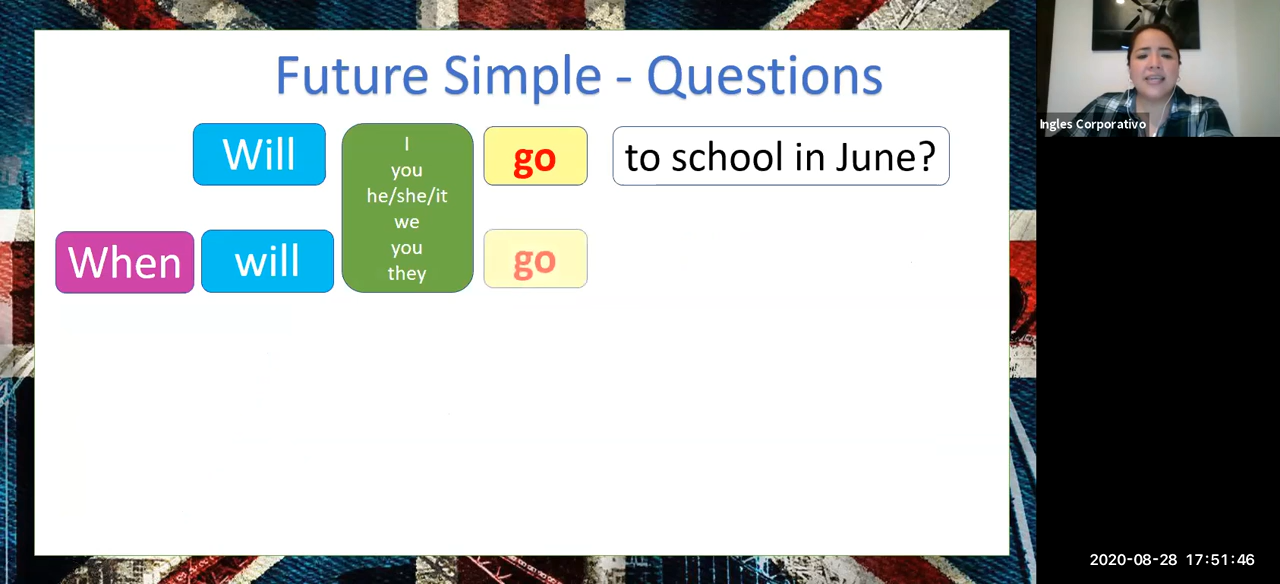 Future Simple - Questions
Will
I
you
he/she/it
we
you
they
go
to school in June?
When
will
go
Ingles Corporativo
2020-08-28 17:51:46